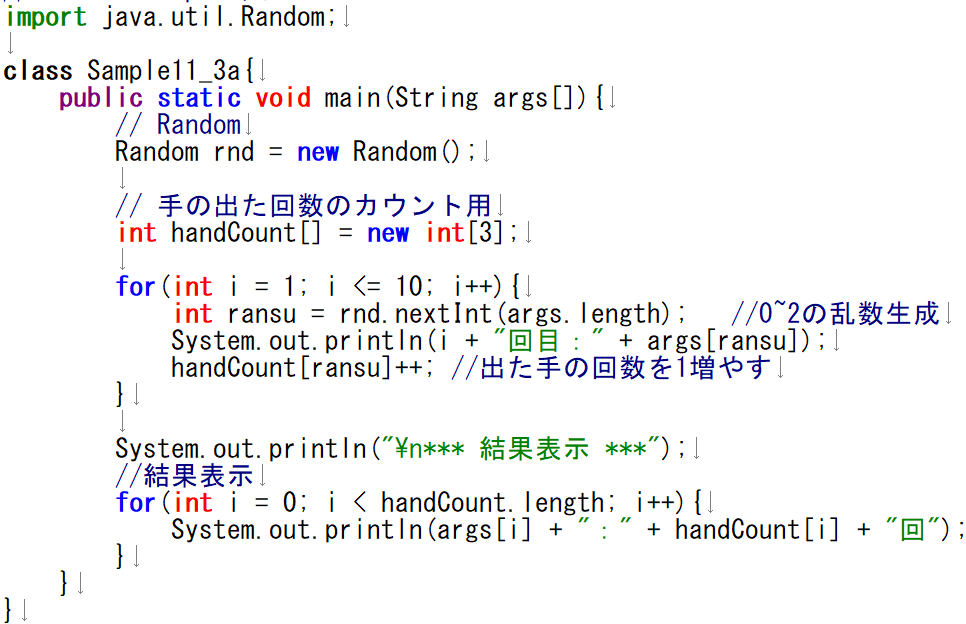 import java.util.Random;↓
↓
class Sample11_3a{↓
    public static void main(String args[]){↓
        // Random↓
        Random rnd = new Random();↓
        ↓
        // 手の出た回数のカウント用↓
        int handCount[] = new int[3];↓
        ↓
        for(int i = 1; i <= 10; i++){↓
            int ransu = rnd.nextInt(args.length);   //0~2の乱数生成↓
            System.out.println(i + "回目：" + args[ransu]);↓
            handCount[ransu]++; //出た手の回数を1増やす↓
        }↓
        ↓
        System.out.println("¥n*** 結果表示 ***");↓
        //結果表示↓
        for(int i = 0; i < handCount.length; i++){↓
            System.out.println(args[i] + "：" + handCount[i] + "回");
        }↓
    }↓
}↓